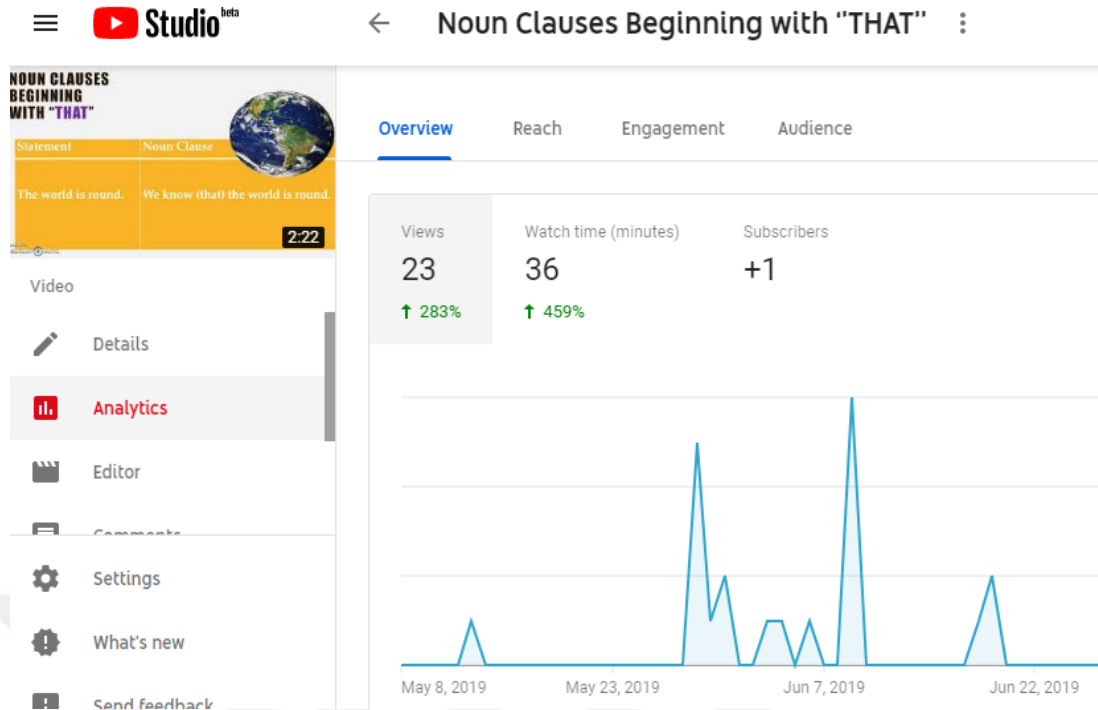 Studio beta
Noun Clauses Beginning with "THAT"
NOUN CLAUSES
BEGINNING
WITH "THAT"
Statement Noun Clause
The world is round. We know (that) the world is round.
2:22
Video
Details
Analytics
Editor
Comments
Settings
What's new
Send feedback
Overview Reach Engagement Audience
Views Watch time (minutes) Subscribers
23 36 +1
283% 459%
May 8, 2019 May 23, 2019 Jun 7, 2019 Jun 22, 2019